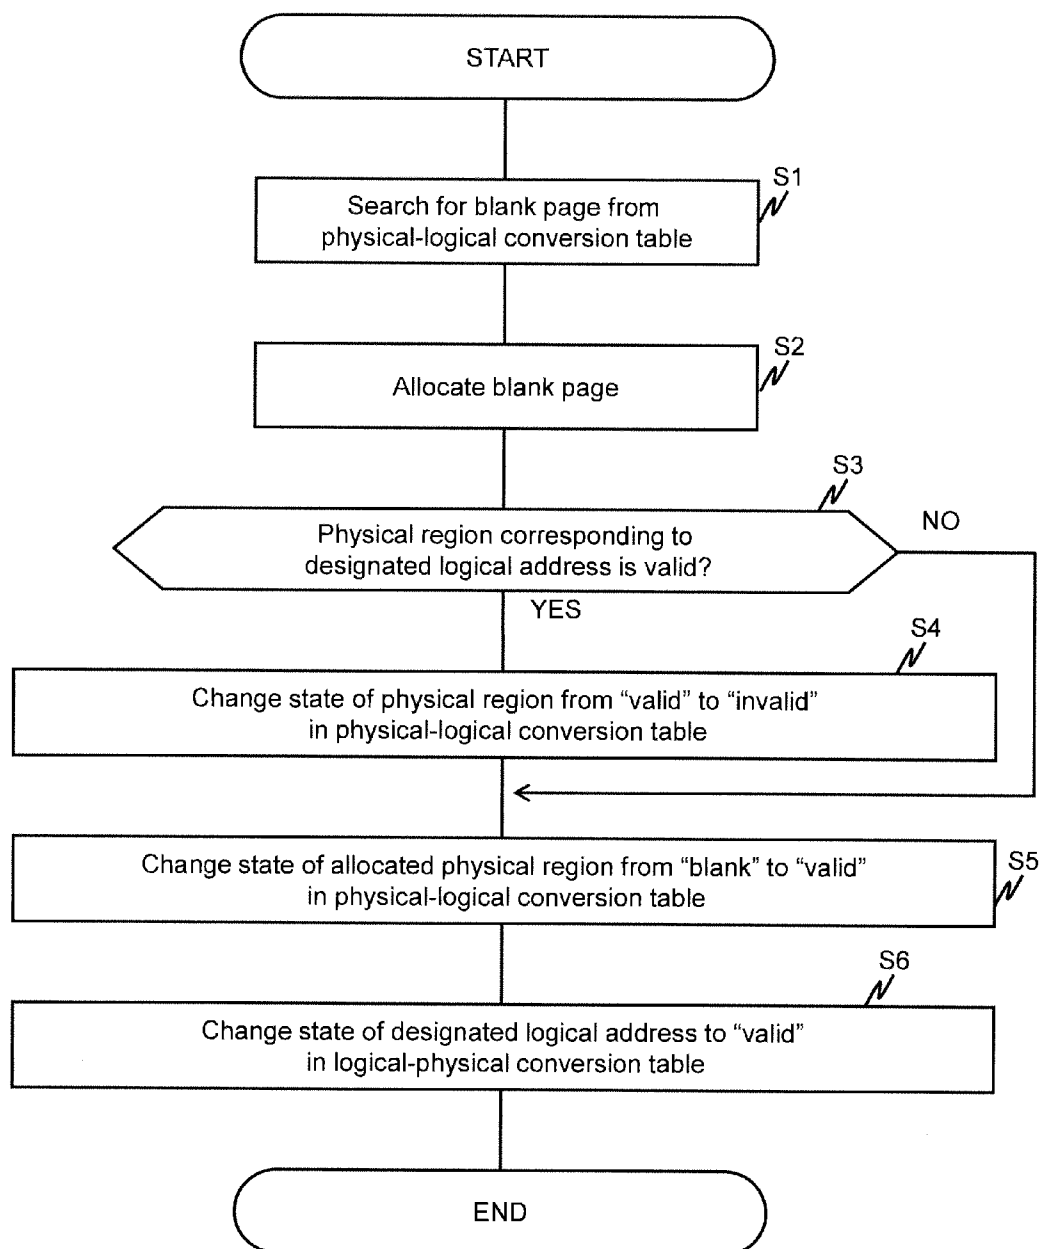 START
S1
Search for blank page from
physical-logical conversion table
S2
Allocate blank page
S3
Physical region corresponding to
designated logical address is valid?
NO
YES
S4
Change state of physical region from “valid” to “invalid”
in physical-logical conversion table
Change state of allocated physical region from “blank” to “valid”
in physical-logical conversion table
S5
S6
Change state of designated logical address to “valid”
in logical-physical conversion table
END